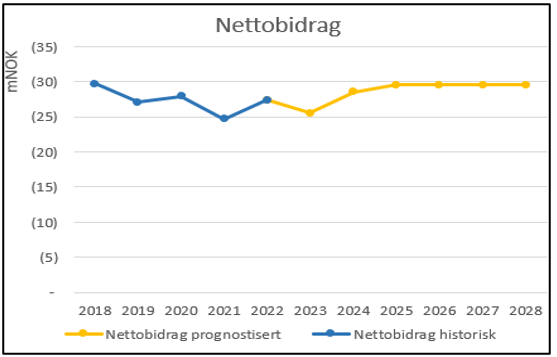 Nettobidrag
mNOK
(35)
(30)
(25)
(20)
(15)
(10)
(5)
-
2018 2019 2020 2021 2022 2023 2024 2025 2026 2027 2028
Nettobidrag prognostisert Nettobidrag historisk